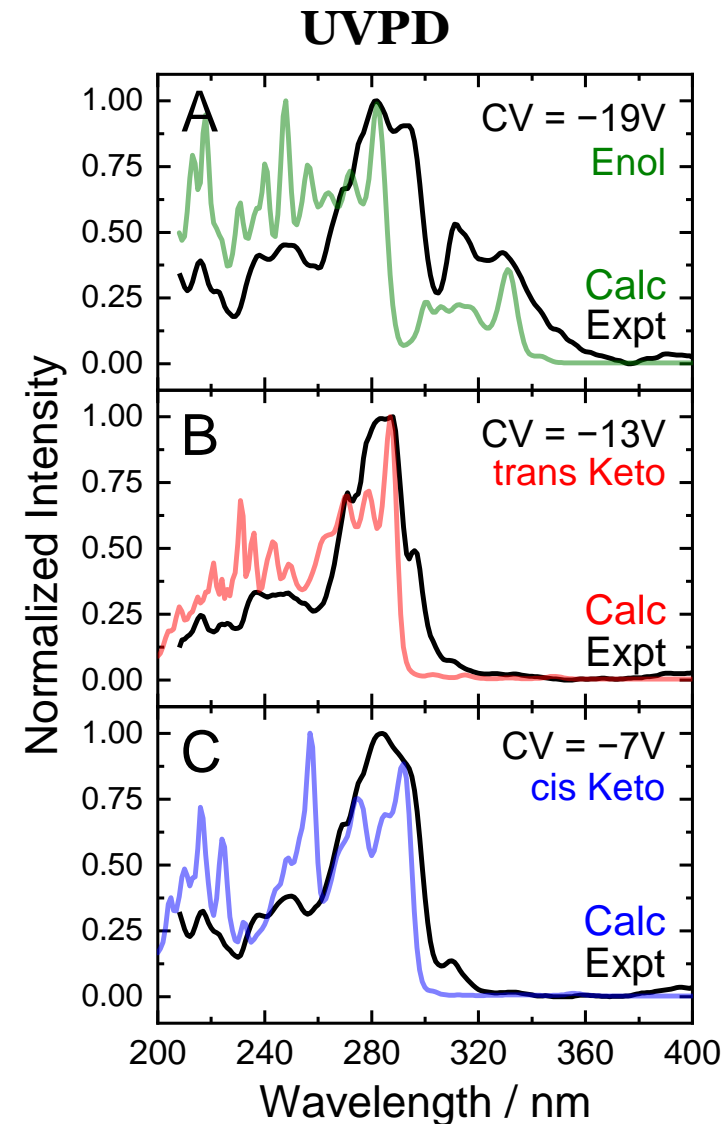 UVPD
A
CV = −19V
Enol
Calc
Expt
1.00
0.75
0.50
0.25
0.00
B
CV = −13V
trans Keto
Calc
Expt
1.00
0.75
0.50
0.25
0.00
C
CV = −7V
cis Keto
Calc
Expt
1.00
0.75
0.50
0.25
0.00
Normalized Intensity
200 240 280 320 360 400
Wavelength / nm